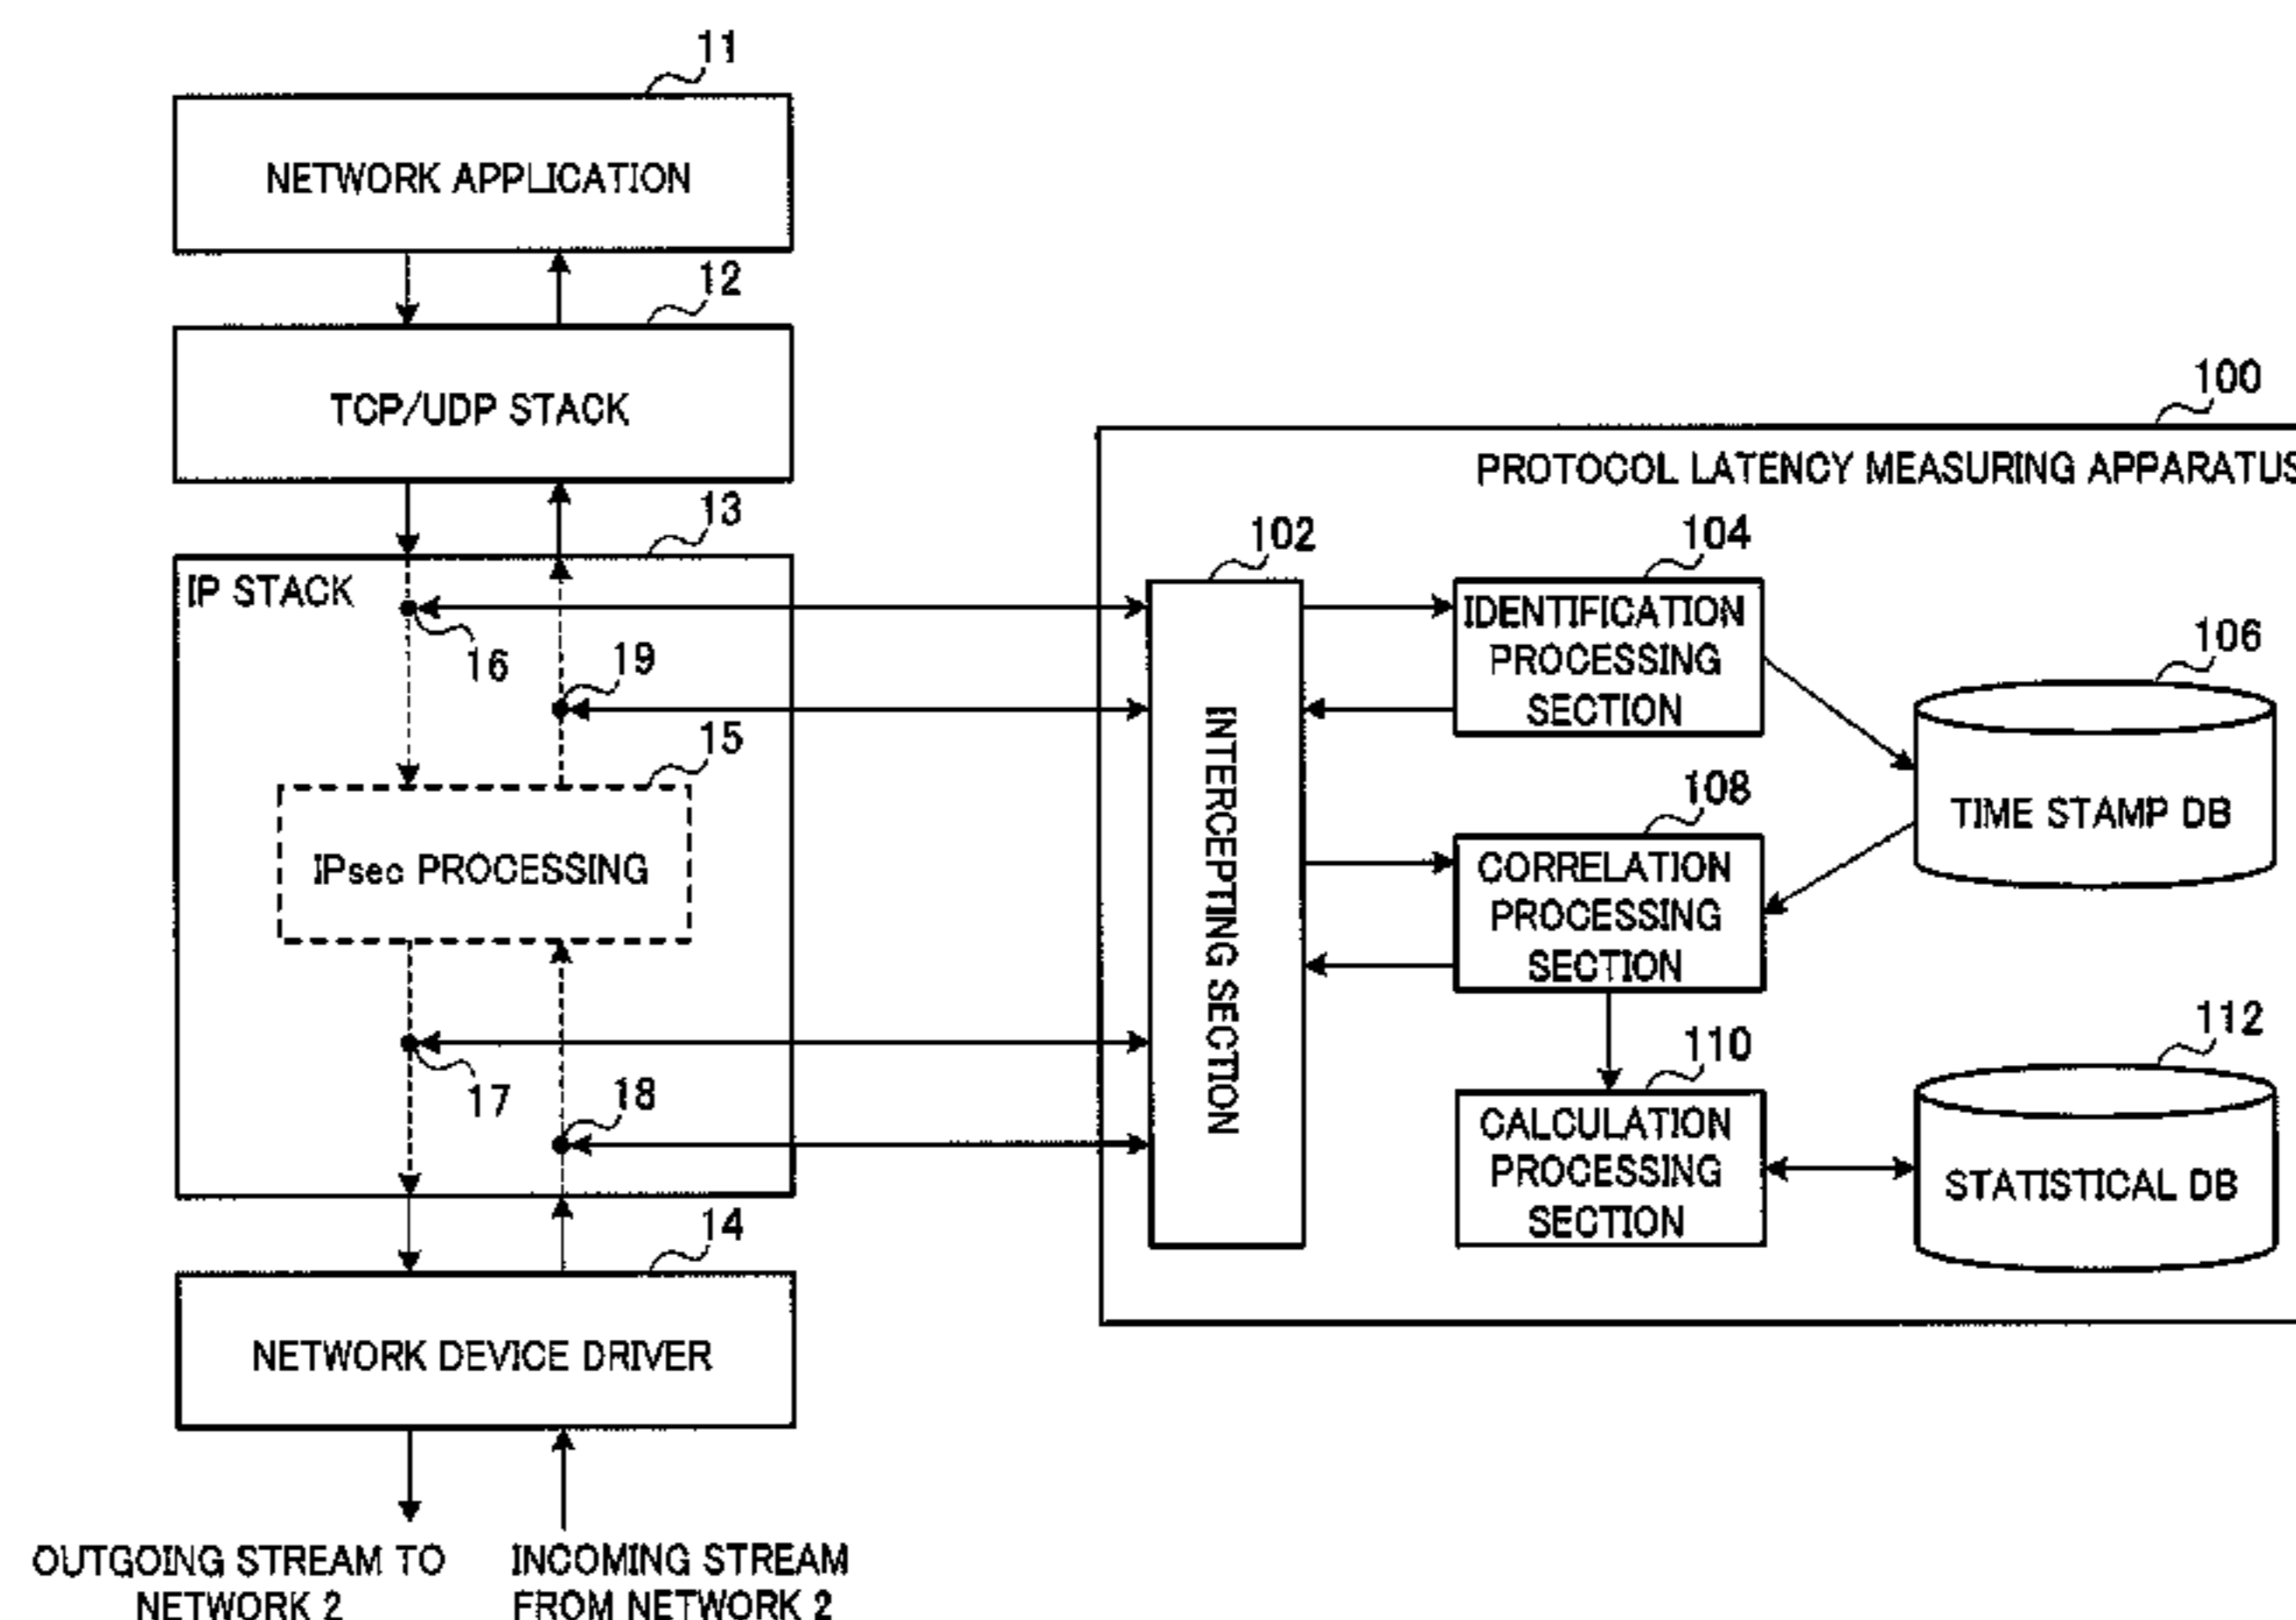 11
NETWORK APPLICATION
12
TCP/UDP STACK
100
PROTOCOL LATENCY MEASURING APPARATUS
13
IP STACK
16
19
15
IPsec PROCESSING
17
18
102
INTERCEPTING SECTION
104
IDENTIFICATION
PROCESSING
SECTION
106
TIME STAMP DB
108
CORRELATION
PROCESSING
SECTION
110
CALCULATION
PROCESSING
SECTION
112
STATISTICAL DB
14
NETWORK DEVICE DRIVER
OUTGOING STREAM TO
NETWORK 2
INCOMING STREAM
FROM NETWORK 2